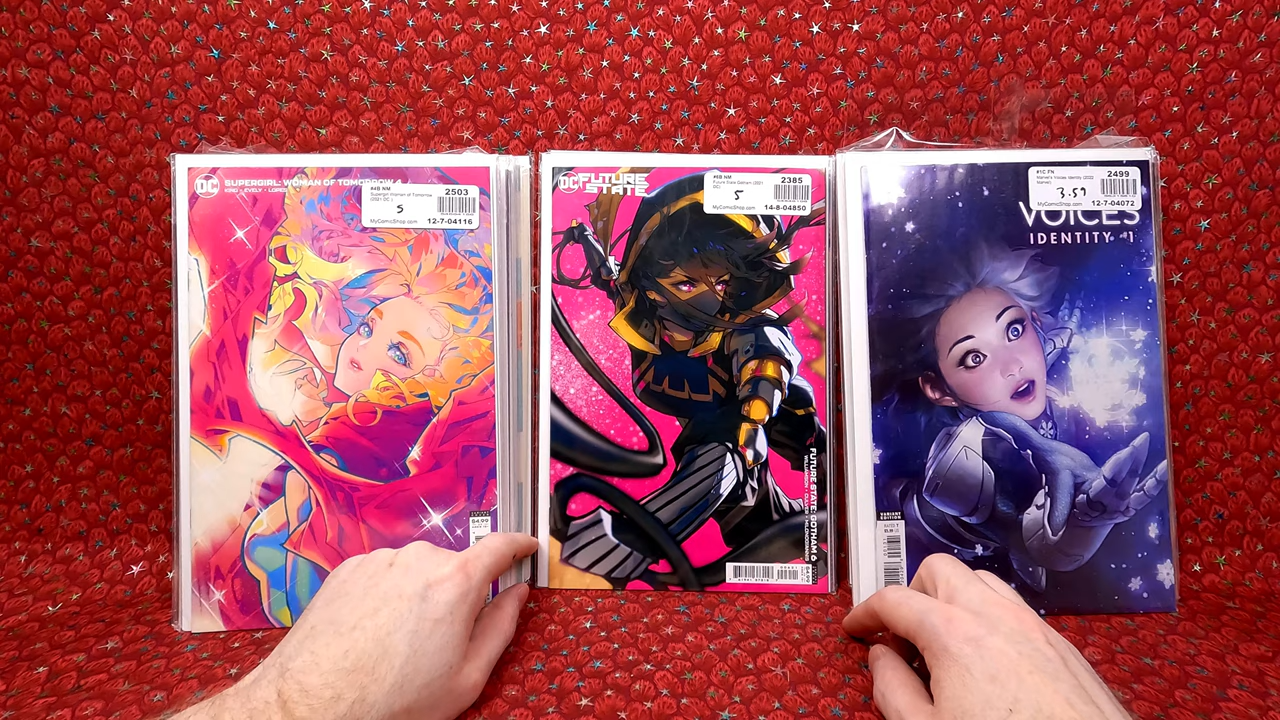 DC
SUPERGIRL: WOMAN OF TOMORROW 4
KING • EVELY • LOPES
#4B NM
Supergirl Woman of Tomorrow
(2021 DC )
2503
5
MyComicShop.com
12-7-04116
$4.99
DC
FUTURE
STATE
#6B NM
Future State Gotham (2021
DC)
2385
5
MyComicShop.com
14-8-04850
FUTURE STATE: GOTHAM 6
#1C FN
Marvel's Voices Identity (2022
Marvel)
2499
3.59
MyComicShop.com
12-7-04072
VOICES
IDENTITY #1
VARIANT
EDITION
RATED T